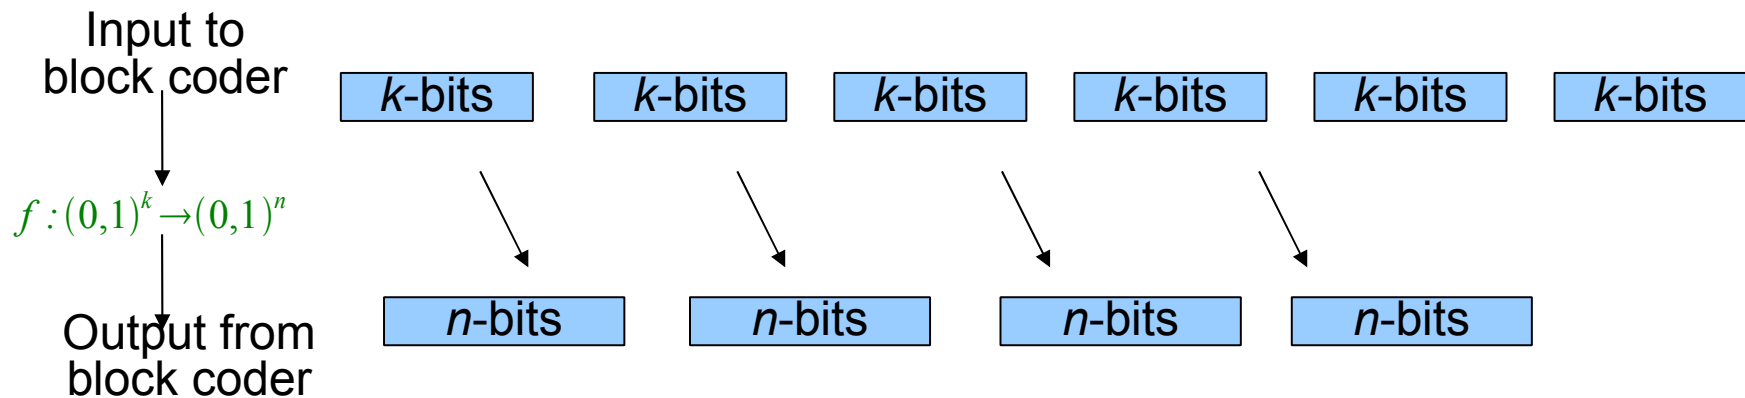 Input to
block coder
k-bits k-bits k-bits k-bits k-bits k-bits
f : (0,1)^k → (0,1)^n
Output from
block coder
n-bits n-bits n-bits n-bits